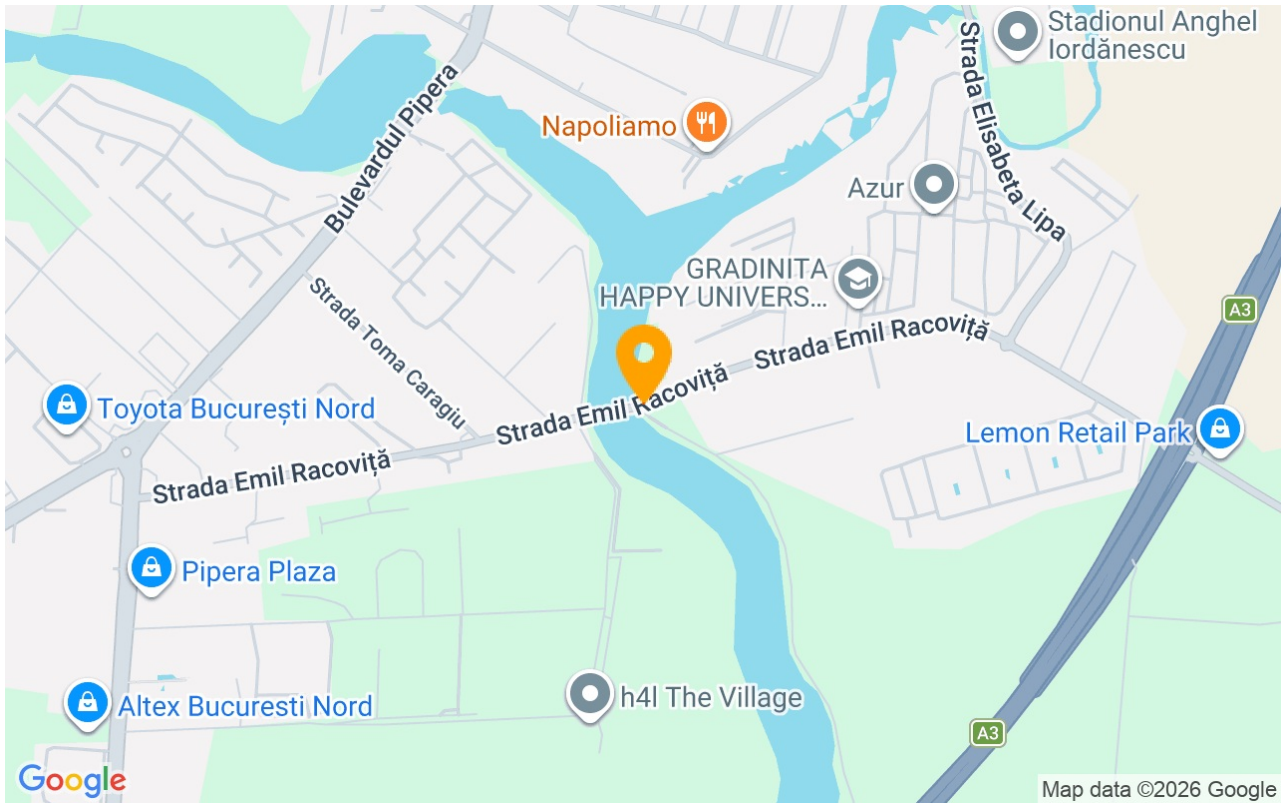 Stadionul Anghel
Iordănescu
Strada Elisabeta Lipa
Bulevardul Pipera
Napoliamo
Azur
GRADINITA
HAPPY UNIVERS...
A3
Strada Toma Caragiu
Strada Emil Racoviță
Strada Emil Racoviță
Toyota București Nord
Lemon Retail Park
Strada Emil Racoviță
Pipera Plaza
h4l The Village
Altex Bucuresti Nord
A3
Google
Map data ©2026 Google